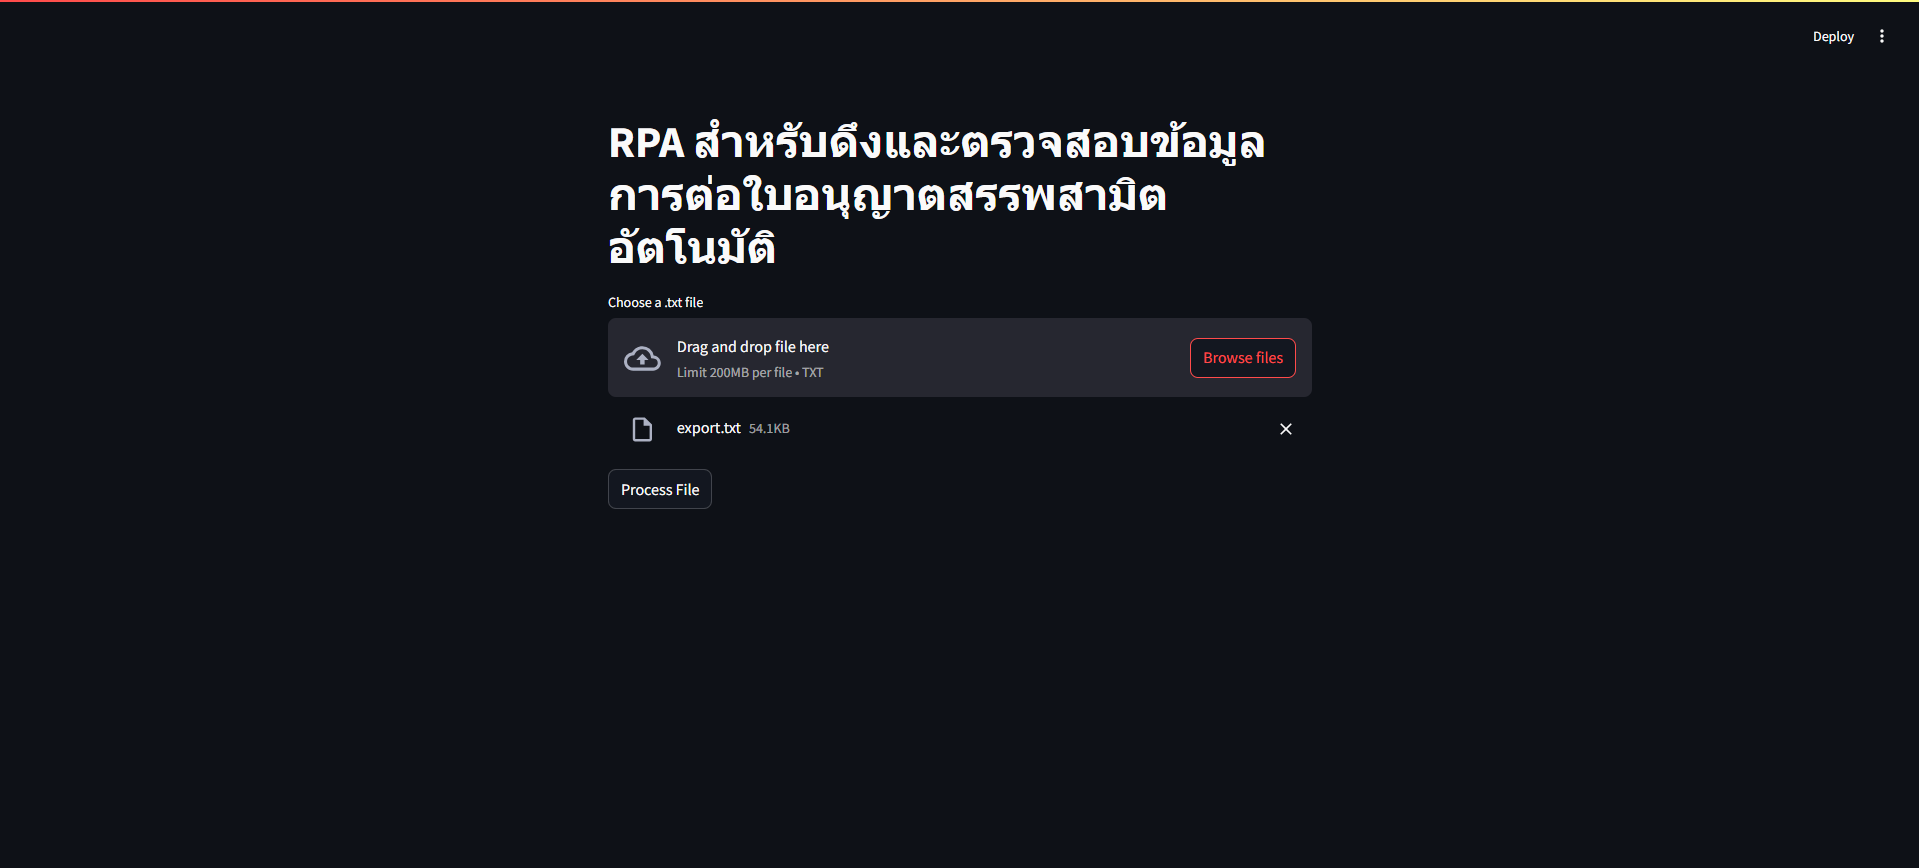 Deploy
RPA สำหรับดึงและตรวจสอบข้อมูล
การต่อใบอนุญาตสรรพสามิต
อัตโนมัติ
Choose a .txt file
Drag and drop file here
Limit 200MB per file • TXT
Browse files
export.txt 54.1KB
Process File